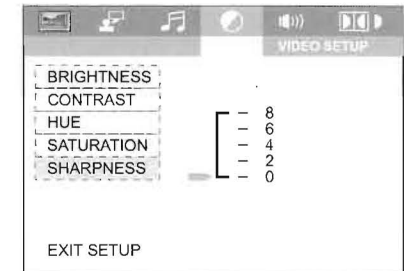 VIDEO SETUP
BRIGHTNESS
CONTRAST
HUE
SATURATION
SHARPNESS
8
6
4
2
0
EXIT SETUP